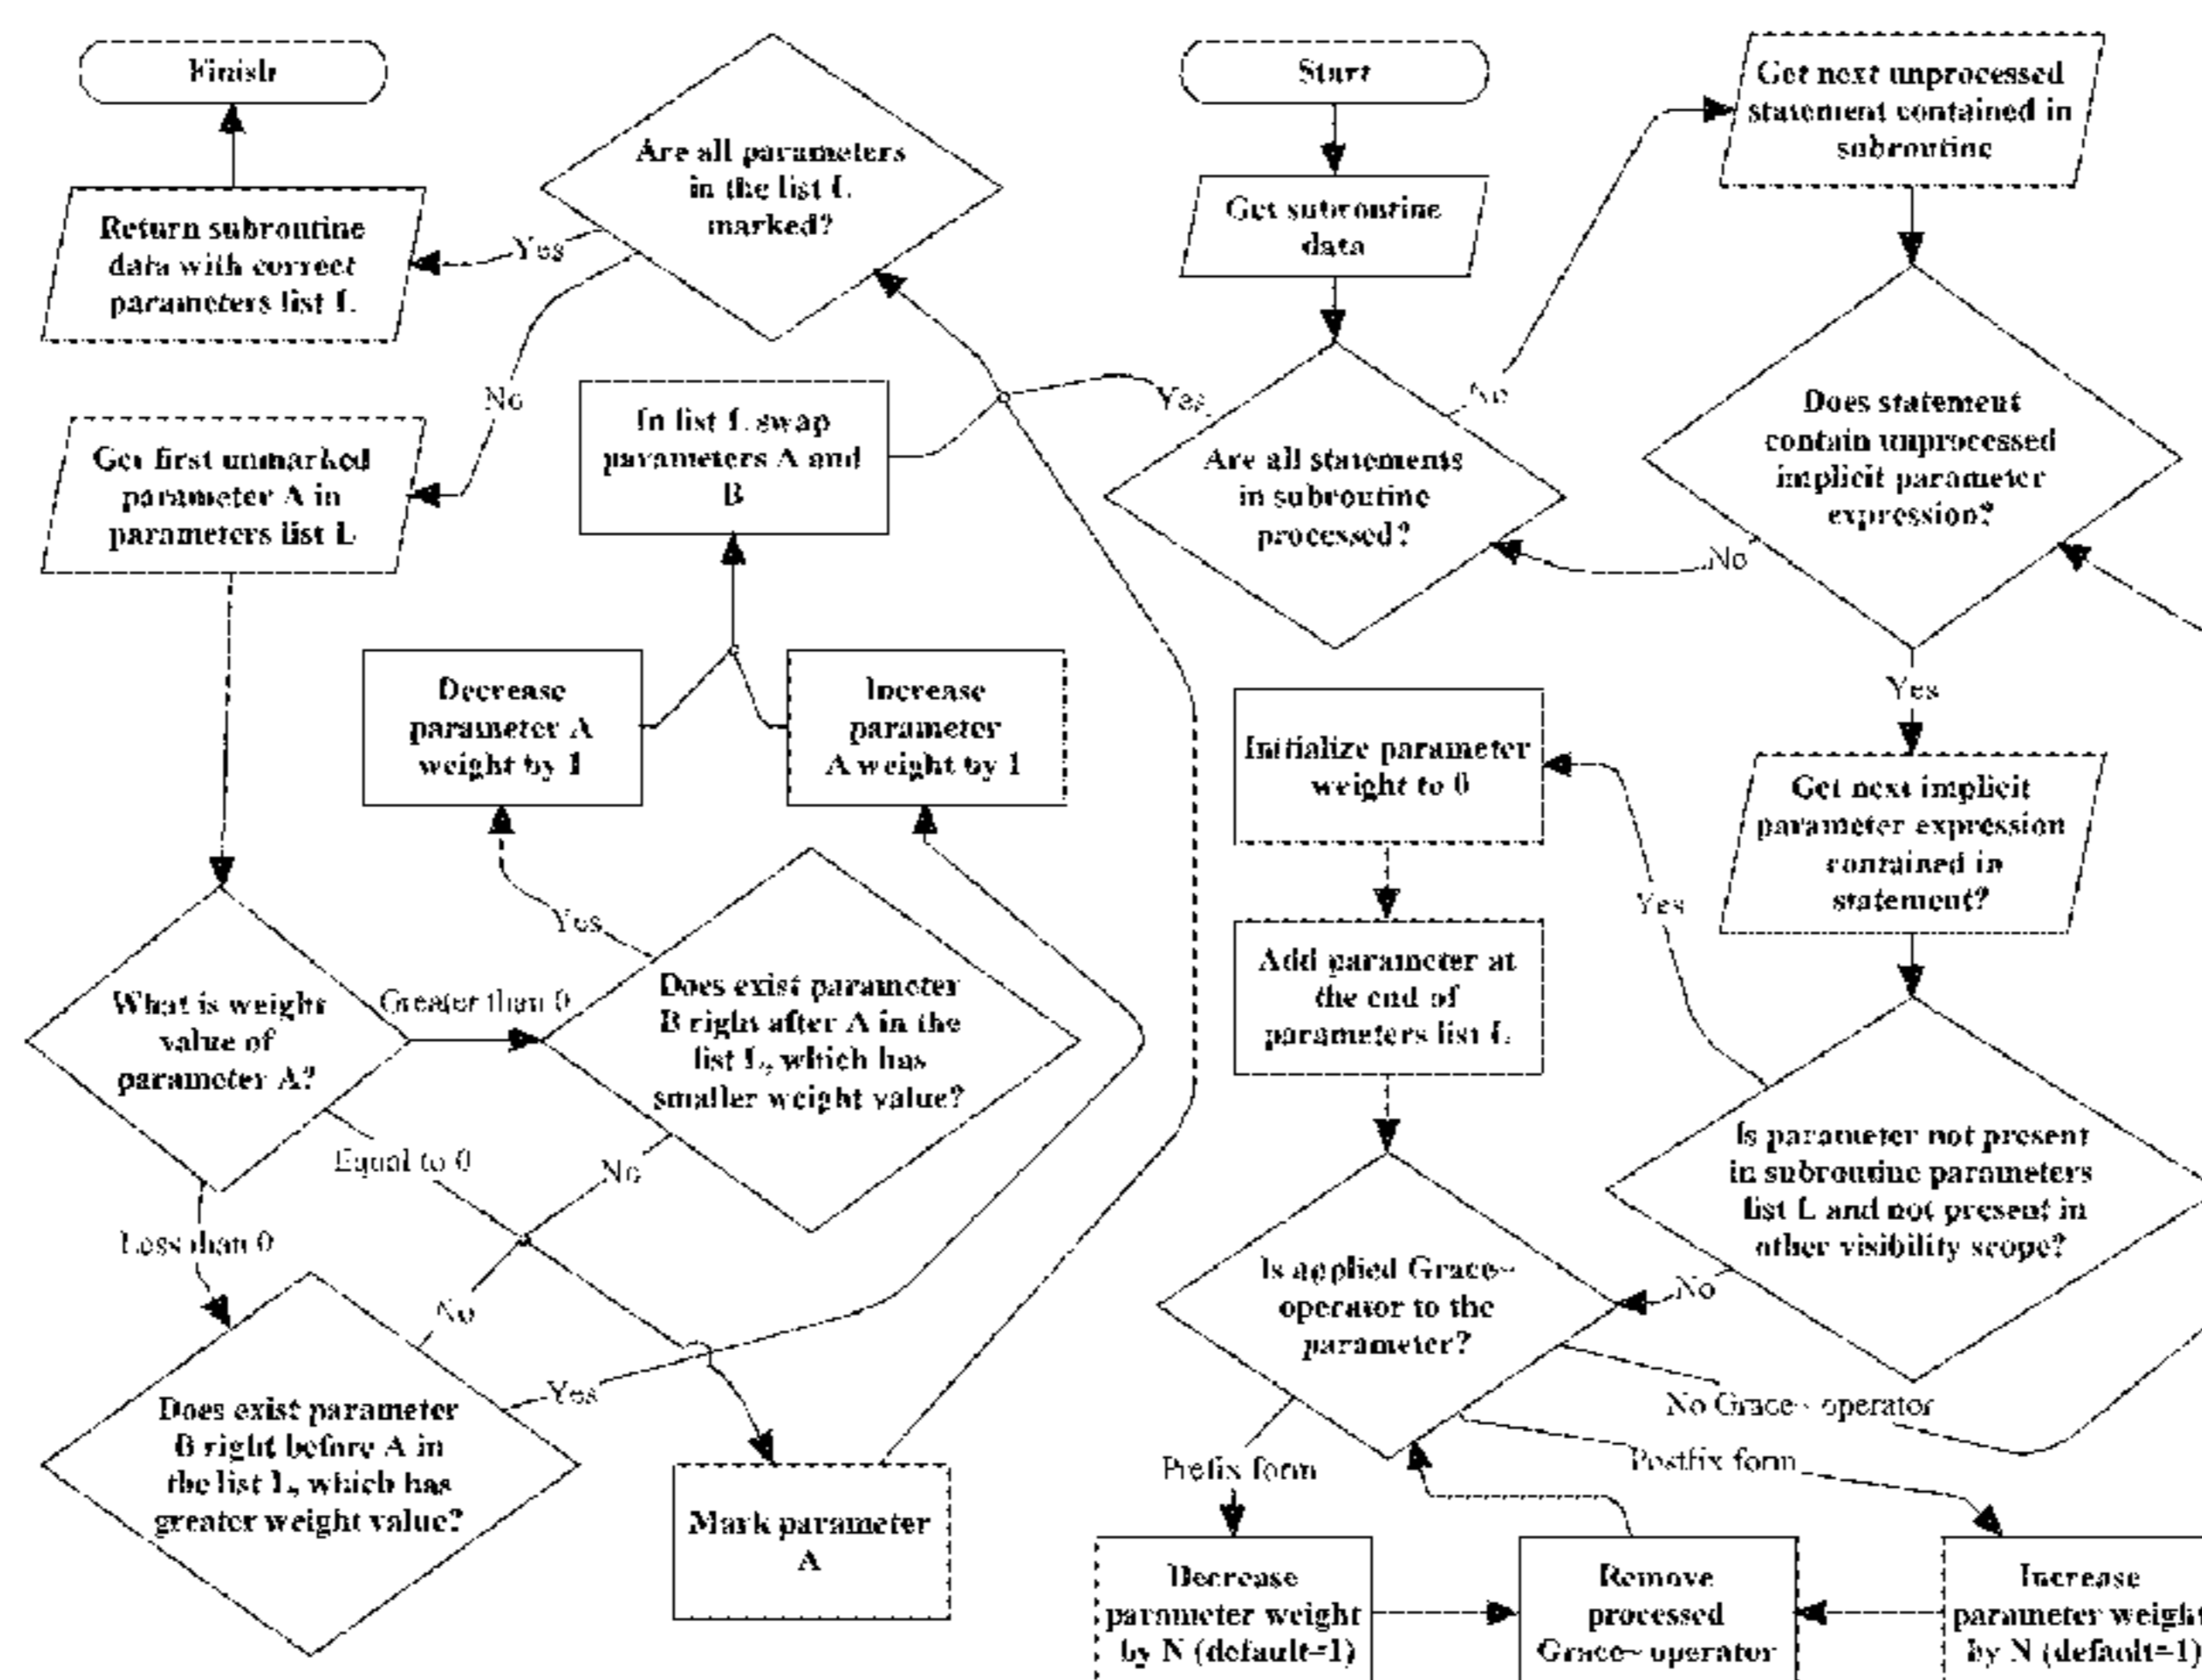 Finish
Are all parameters
in the list L
marked?
Start
Get next unprocessed
statement contained in
subroutine
Return subroutine
data with correct
parameters list L
Yes
Get subroutine
data
No
In list L swap
parameters A and
B
Yes
No
Does statement
contain unprocessed
implicit parameter
expression?
Get first unmarked
parameter A in
parameters list L
Are all statements
in subroutine
processed?
No
Yes
Decrease
parameter A
weight by 1
Increase
parameter
A weight by 1
Initialize parameter
weight to 0
Get next implicit
parameter expression
contained in
statement?
Yes
Yes
Add parameter at
the end of
parameters list L
What is weight
value of
parameter A?
Greater than 0
Does exist parameter
B right after A in the
list L, which has
smaller weight value?
Equal to 0
No
Less than 0
Is parameter not present
in subroutine parameters
list L and not present in
other visibility scope?
Is applied Grace~
operator to the
parameter?
No
No
Yes
No Grace~ operator
Does exist parameter
B right before A in
the list L, which has
greater weight value?
Prefix form
Postfix form
Mark parameter
A
Decrease
parameter weight
by N (default=1)
Remove
processed
Grace~ operator
Increase
parameter weight
by N (default=1)